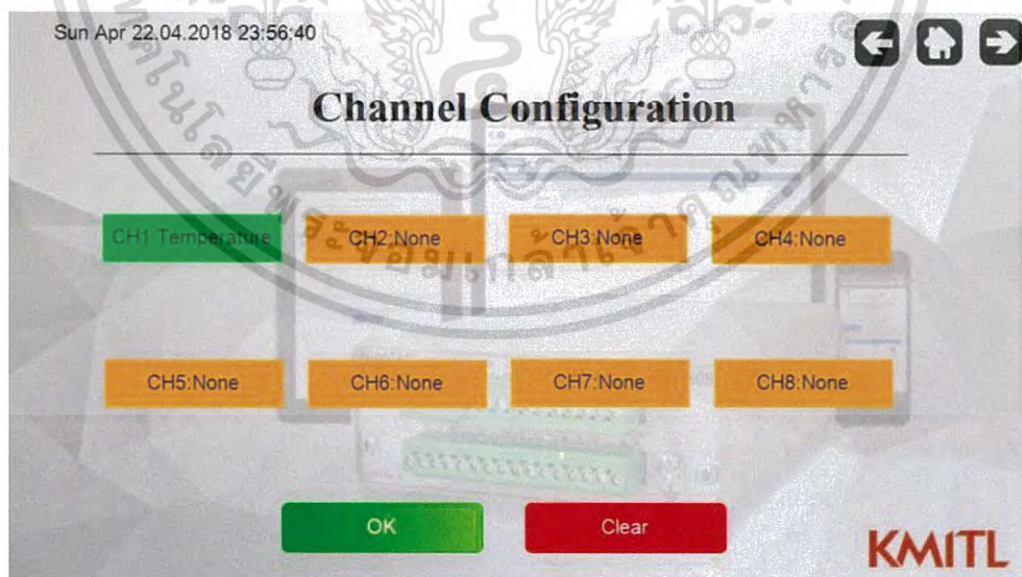 Sun Apr 22.04.2018 23:56:40
Channel Configuration
CH1:Temperature
CH2:None
CH3:None
CH4:None
CH5:None
CH6:None
CH7:None
CH8:None
OK
Clear
KMITL